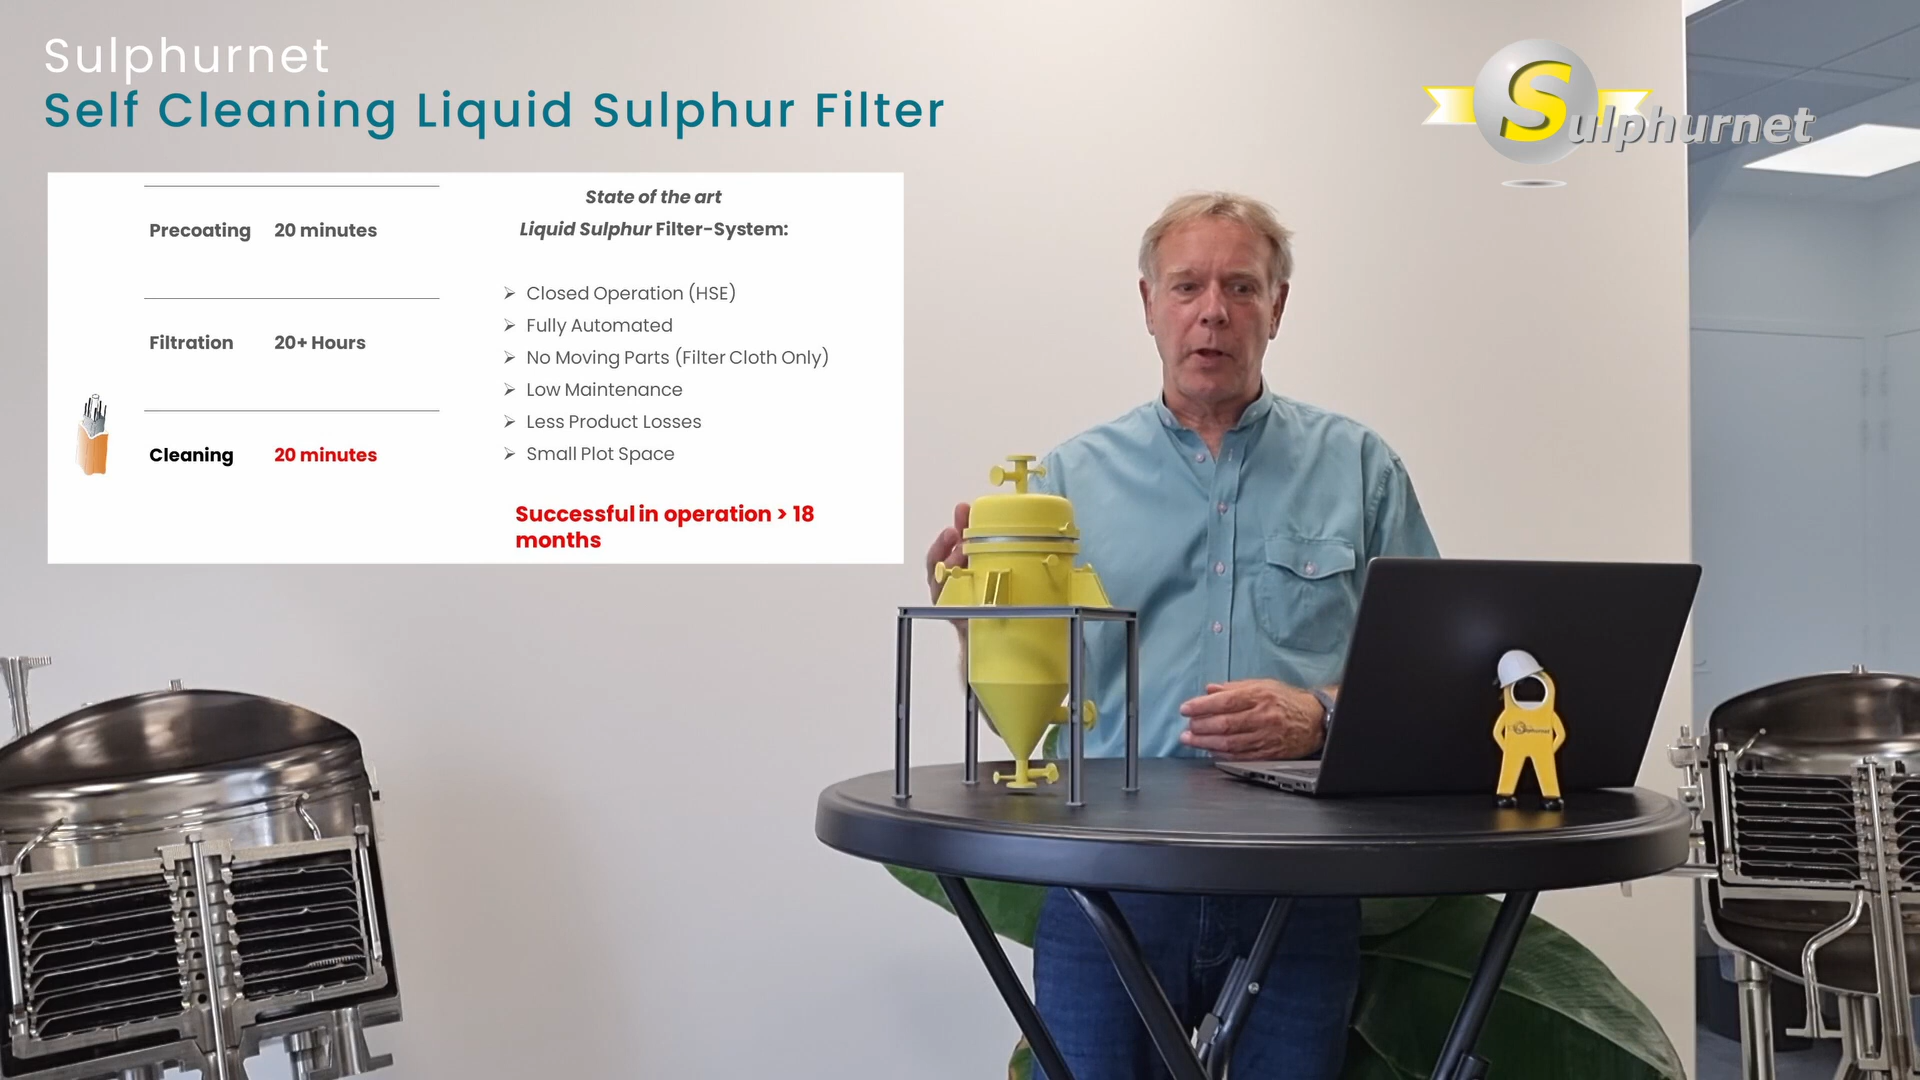 Sulphurnet
Self Cleaning Liquid Sulphur Filter
Sulphurnet
Precoating 20 minutes
Filtration 20+ Hours
Cleaning 20 minutes
State of the art
Liquid Sulphur Filter-System:
Closed Operation (HSE)
Fully Automated
No Moving Parts (Filter Cloth Only)
Low Maintenance
Less Product Losses
Small Plot Space
Successful in operation > 18
months
Sulphurnet